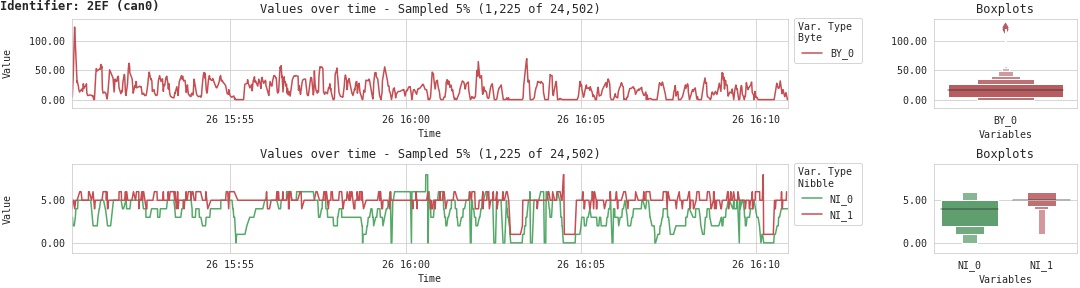 Identifier: 2EF (can0)
Values over time - Sampled 5% (1,225 of 24,502)
Boxplots
Value
100.00
50.00
0.00
26 15:55
26 16:00
26 16:05
26 16:10
Time
Var. Type
Byte
BY_0
100.00
50.00
0.00
BY_0
Variables
Values over time - Sampled 5% (1,225 of 24,502)
Boxplots
Value
5.00
0.00
26 15:55
26 16:00
26 16:05
26 16:10
Time
Var. Type
Nibble
NI_0
NI_1
5.00
0.00
NI_0
NI_1
Variables